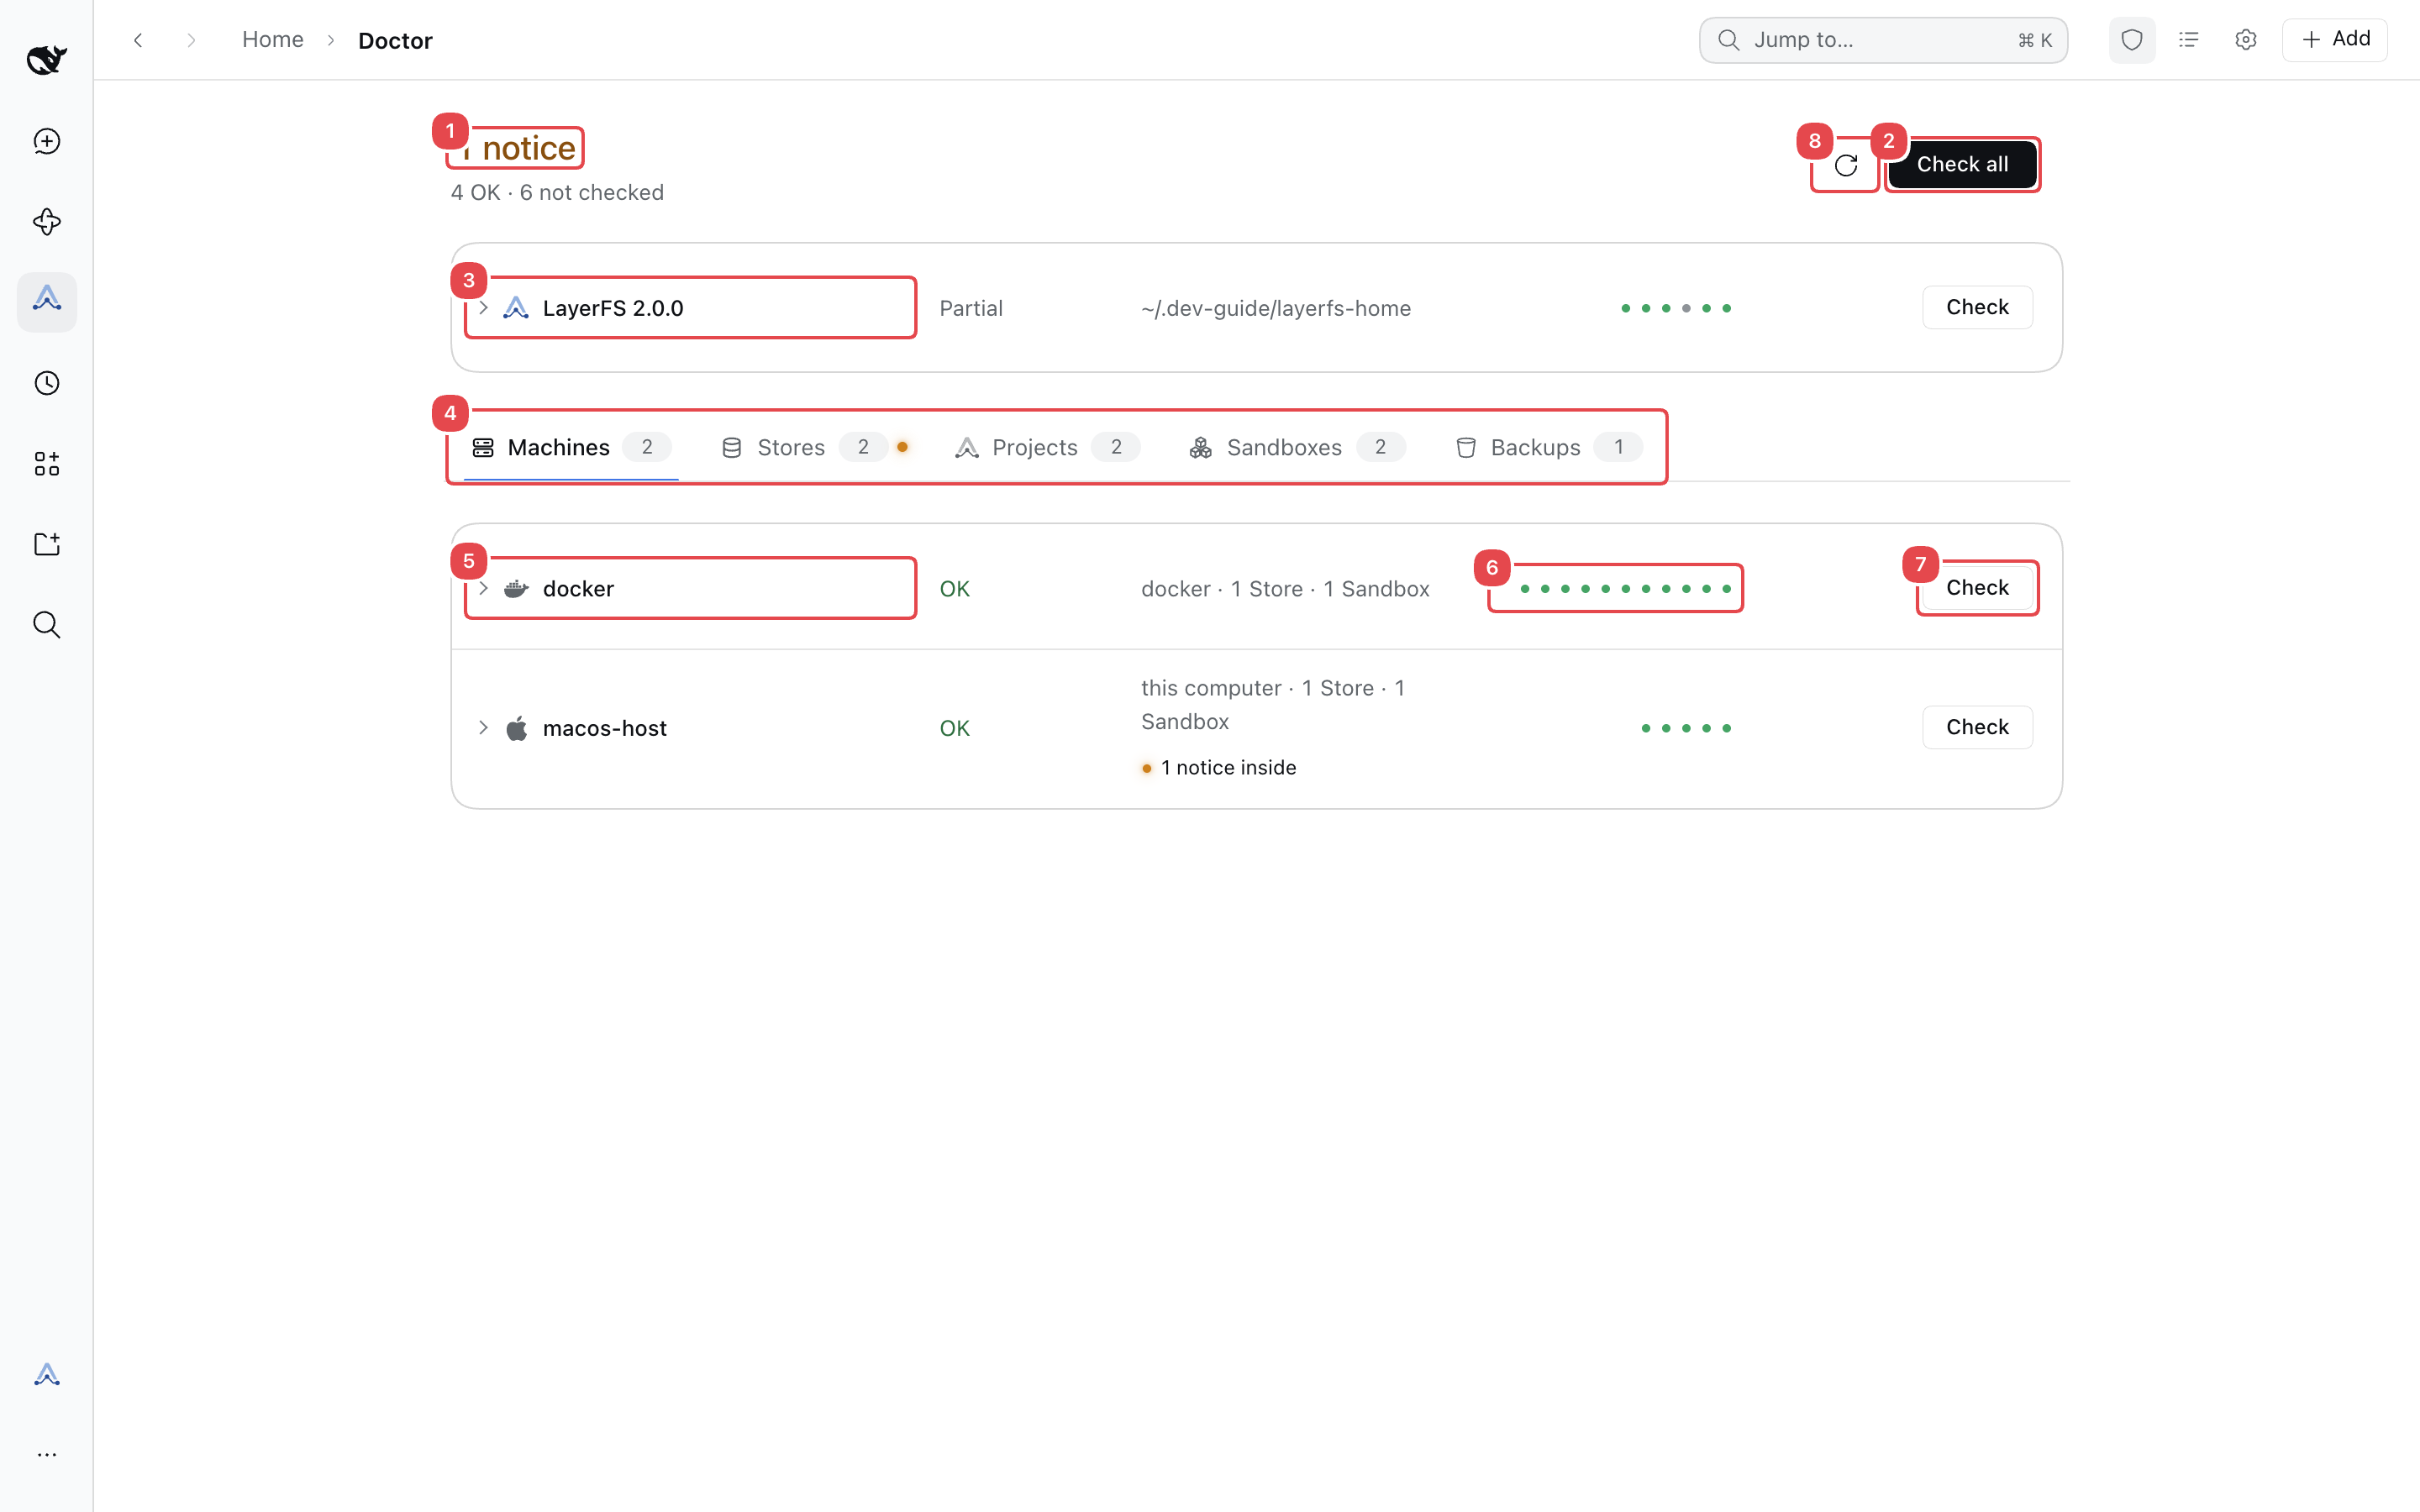 Home › Doctor
Jump to... ⌘ K
Add
1
notice
8
2
Check all
4 OK · 6 not checked
3
LayerFS 2.0.0
Partial
~/.dev-guide/layerfs-home
Check
4
Machines 2
Stores 2
Projects 2
Sandboxes 2
Backups 1
5
docker
OK
docker · 1 Store · 1 Sandbox
6
7
Check
macos-host
OK
this computer · 1 Store · 1
Sandbox
1 notice inside
Check